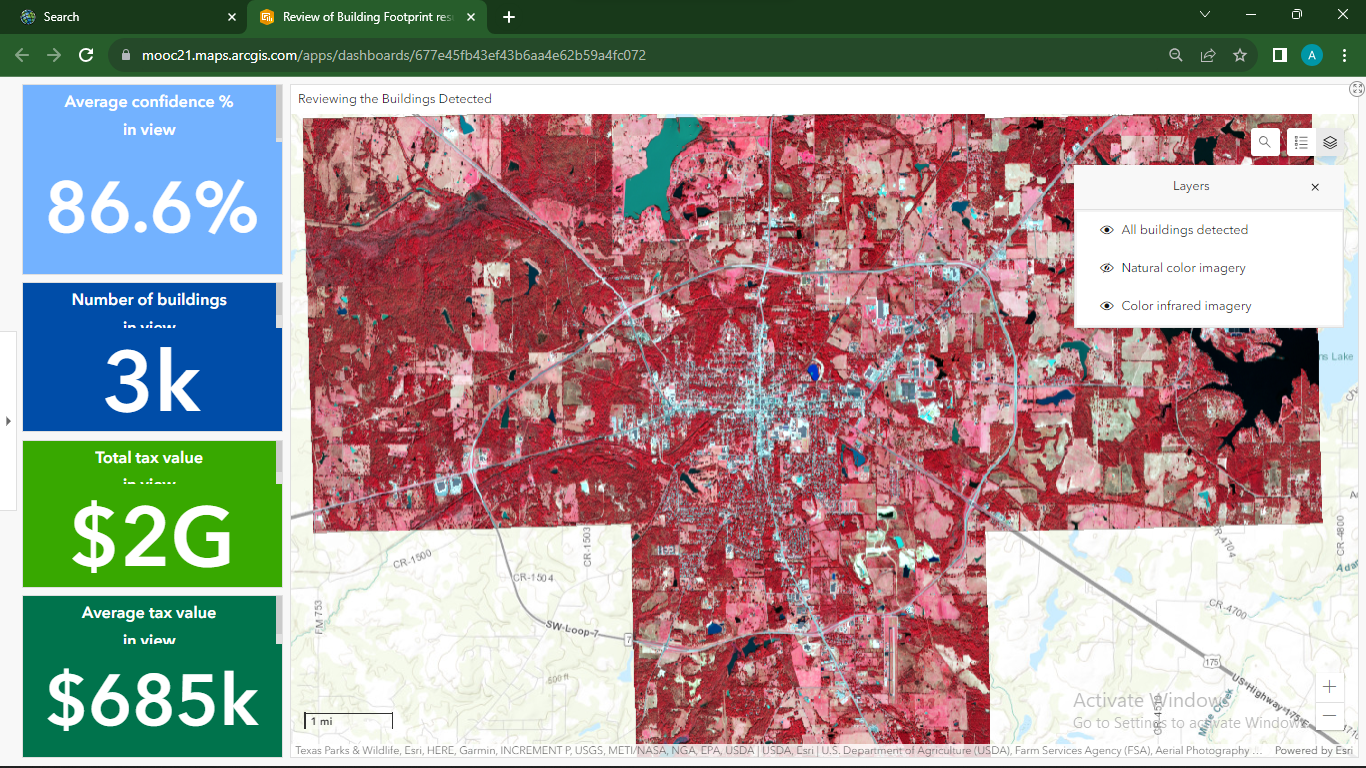 Search
Review of Building Footprint res
mooc21.maps.arcgis.com/apps/dashboards/677e45fb43ef43b6aa4e62b59a4fc072
A
Average confidence %
in view
86.6%
Number of buildings
in view
3k
Total tax value
in view
$2G
Average tax value
in view
$685k
Reviewing the Buildings Detected
Layers
All buildings detected
Natural color imagery
Color infrared imagery
ns Lake
CR-1500
CR-1503
CR-1504
FM 753
SW-Loop-7
7
500 ft
CR-4704
CR-4800
CR-4700
175
US-Highway-175-E
Creek
1 mi
Activate Windows
Go to Settings to activate Windows.
Texas Parks & Wildlife, Esri, HERE, Garmin, INCREMENT P, USGS, METI/NASA, NGA, EPA, USDA | USDA, Esri | U.S. Department of Agriculture (USDA), Farm Services Agency (FSA), Aerial Photography ...
Powered by Esri